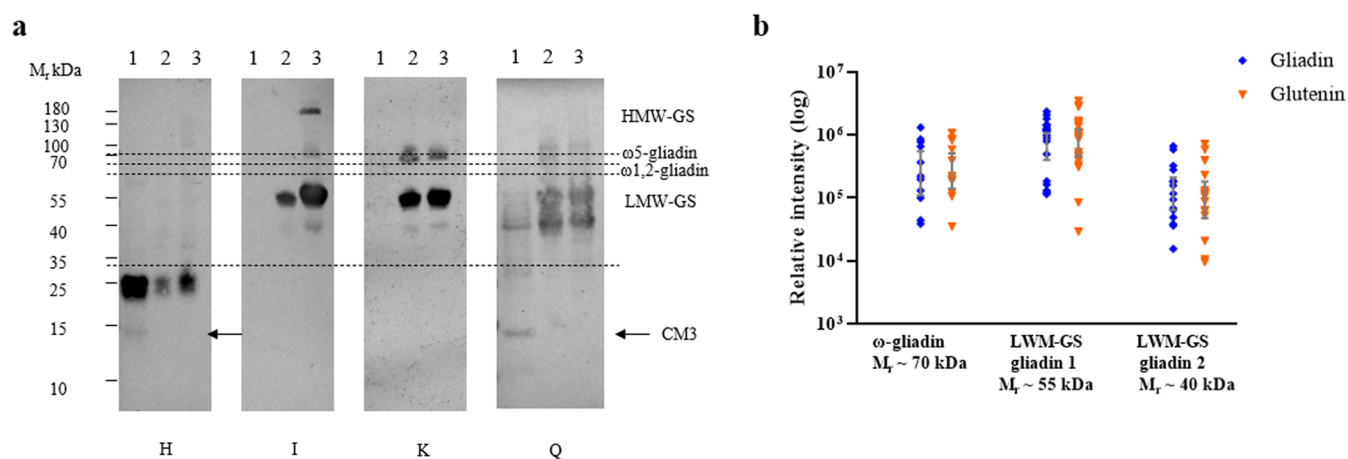 a
1 2 3 1 2 3 1 2 3 1 2 3
Mr kDa
180
130
100
70
55
40
35
25
15
10
HMW-GS
ω5-gliadin
ω1,2-gliadin
LMW-GS
CM3
H I K Q
b
Gliadin
Glutenin
Relative intensity (log)
10⁷
10⁶
10⁵
10⁴
10³
ω-gliadin
Mr ~ 70 kDa
LWM-GS
gliadin 1
Mr ~ 55 kDa
LWM-GS
gliadin 2
Mr ~ 40 kDa